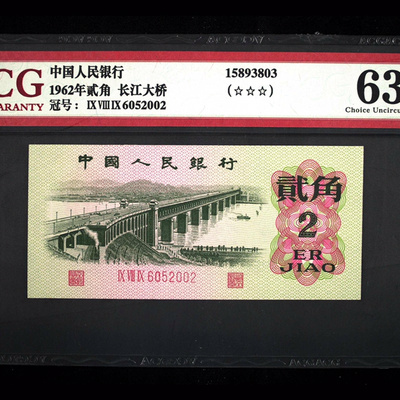 CG
ARANTY
中国人民银行
1962年贰角 长江大桥
冠号： IX VIII IX 6052002
15893803
(☆☆☆)
63
Choice Uncircu
中國人民銀行
貳角
2
ER
JIAO
IX VIII IX 6052002